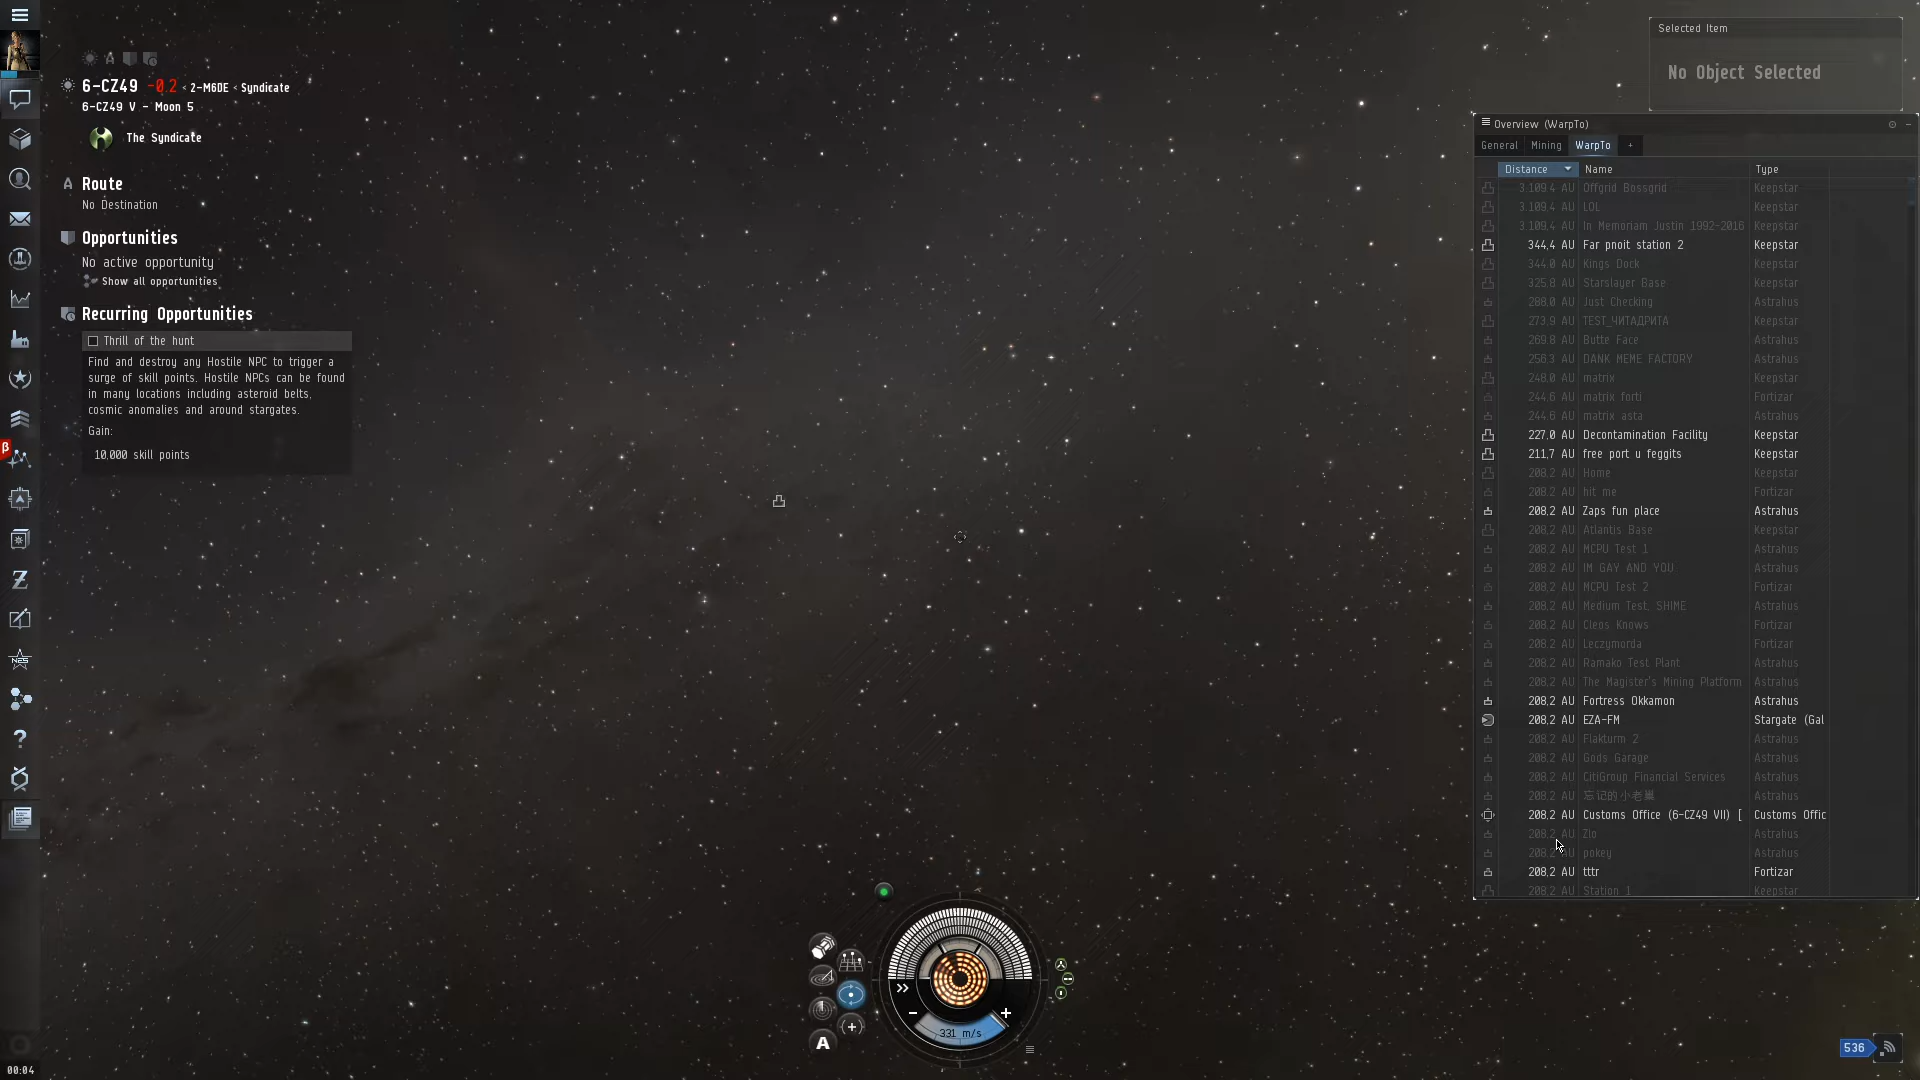 6-CZ49 -0.2 < 2-M6DE < Syndicate
6-CZ49 V - Moon 5
The Syndicate
Route
No Destination
Opportunities
No active opportunity
Show all opportunities
Recurring Opportunities
Thrill of the hunt
Find and destroy any Hostile NPC to trigger a
surge of skill points. Hostile NPCs can be found
in many locations including asteroid belts,
cosmic anomalies and around stargates.
Gain:
10,000 skill points
β
00:04
331 m/s
A
536
Selected Item
No Object Selected
Overview (WarpTo)
General Mining WarpTo +
Distance Name Type
3.109,4 AU Offgrid Bossgrid Keepstar
3.109,4 AU LOL Keepstar
3.109,4 AU In Memoriam Justin 1992-2016 Keepstar
344,4 AU Far pnoit station 2 Keepstar
344,0 AU Kings Dock Keepstar
325,8 AU Starslayer Base Keepstar
288,0 AU Just Checking Astrahus
273,9 AU TEST_ЧИТАДРИТА Keepstar
269,8 AU Butte Face Astrahus
256,3 AU DANK MEME FACTORY Astrahus
248,0 AU matrix Keepstar
244,6 AU matrix forti Fortizar
244,6 AU matrix asta Astrahus
227,0 AU Decontamination Facility Keepstar
211,7 AU free port u feggits Keepstar
208,2 AU Home Keepstar
208,2 AU hit me Fortizar
208,2 AU Zaps fun place Astrahus
208,2 AU Atlantis Base Keepstar
208,2 AU MCPU Test 1 Astrahus
208,2 AU IM GAY AND YOU Astrahus
208,2 AU MCPU Test 2 Fortizar
208,2 AU Medium Test, SHIME Astrahus
208,2 AU Cleps Knows Fortizar
208,2 AU Leczymorda Fortizar
208,2 AU Ramako Test Plant Astrahus
208,2 AU The Magister's Mining Platform Astrahus
208,2 AU Fortress Okkamon Astrahus
208,2 AU EZA-FM Stargate (Gal
208,2 AU Flakturm 2 Astrahus
208,2 AU Gods Garage Astrahus
208,2 AU CitiGroup Financial Services Astrahus
208,2 AU 忘记的小老巢 Astrahus
208,2 AU Customs Office (6-CZ49 VII) [ Customs Offic
208,2 AU Zlo Astrahus
208,2 AU pokey Astrahus
208,2 AU tttr Fortizar
208,2 AU Station 1 Keepstar